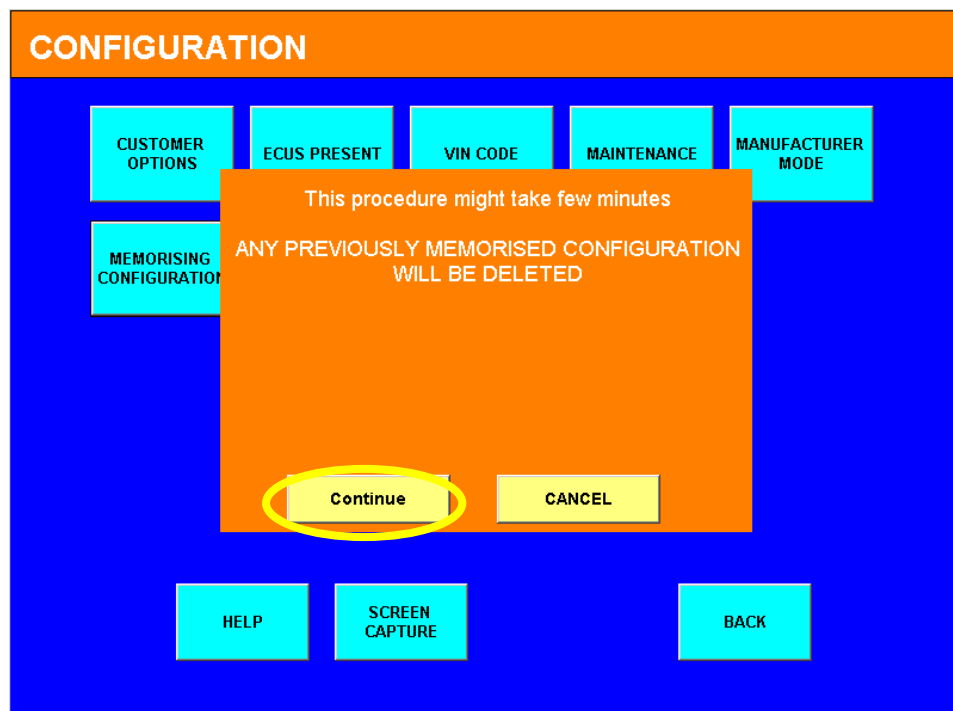 CONFIGURATION
CUSTOMER
OPTIONS
ECUS PRESENT
VIN CODE
MAINTENANCE
MANUFACTURER
MODE
MEMORISING
CONFIGURATION
This procedure might take few minutes
ANY PREVIOUSLY MEMORISED CONFIGURATION
WILL BE DELETED
Continue
CANCEL
HELP
SCREEN
CAPTURE
BACK